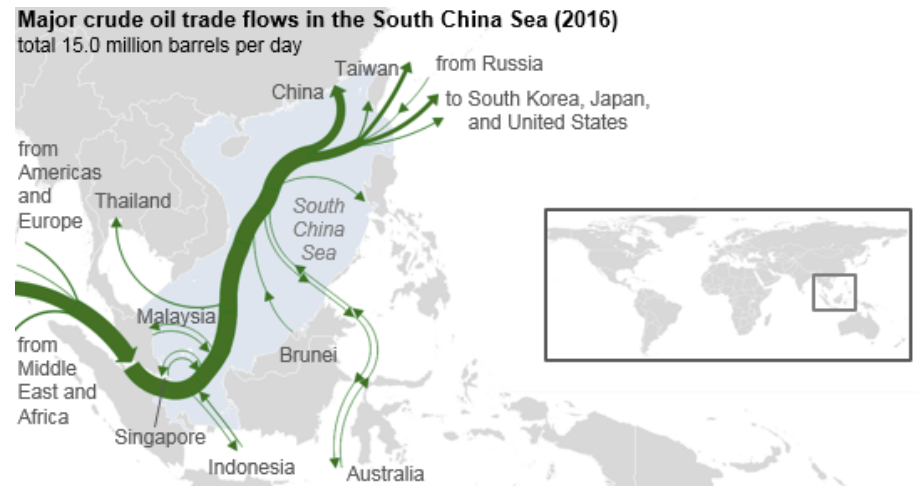 Major crude oil trade flows in the South China Sea (2016)
total 15.0 million barrels per day
Taiwan
from Russia
China
to South Korea, Japan,
and United States
from
Americas
and
Europe
Thailand
South
China
Sea
Malaysia
Brunei
from
Middle
East and
Africa
Singapore
Indonesia
Australia